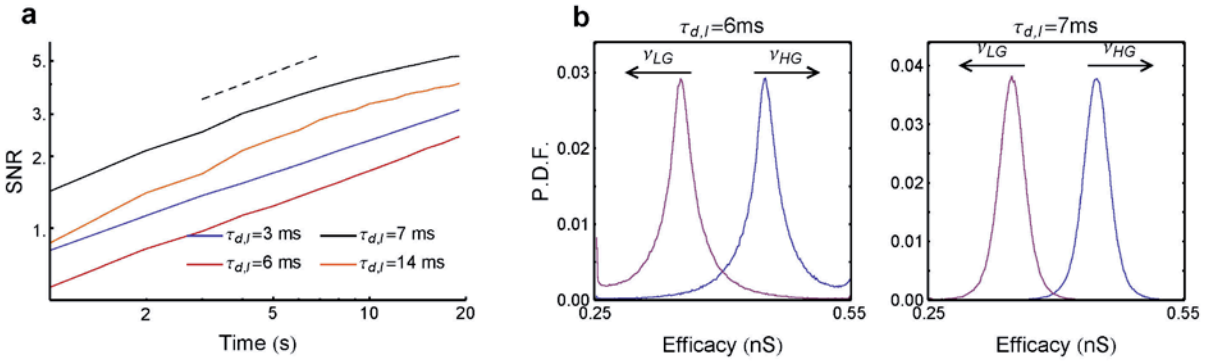 a
SNR
5.
3.
2.
1.
2
5
10
20
Time (s)
τd,I=3 ms
τd,I=7 ms
τd,I=6 ms
τd,I=14 ms
b
τd,I=6ms
νLG
νHG
P.D.F.
0.03
0.02
0.01
0.00
0.25
0.55
Efficacy (nS)
τd,I=7ms
νLG
νHG
0.04
0.03
0.02
0.01
0.00
0.25
0.55
Efficacy (nS)